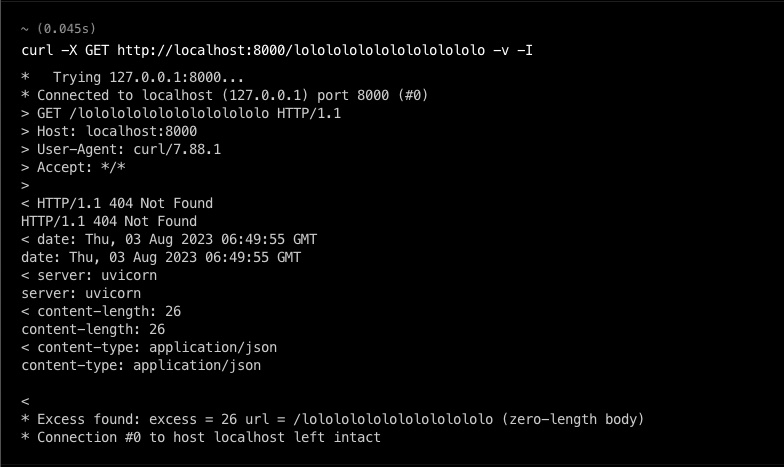 ~ (0.045s)
curl -X GET http://localhost:8000/lolololololololololololo -v -I
*   Trying 127.0.0.1:8000...
* Connected to localhost (127.0.0.1) port 8000 (#0)
> GET /lolololololololololololo HTTP/1.1
> Host: localhost:8000
> User-Agent: curl/7.88.1
> Accept: */*
>
< HTTP/1.1 404 Not Found
HTTP/1.1 404 Not Found
< date: Thu, 03 Aug 2023 06:49:55 GMT
date: Thu, 03 Aug 2023 06:49:55 GMT
< server: uvicorn
server: uvicorn
< content-length: 26
content-length: 26
< content-type: application/json
content-type: application/json
<
* Excess found: excess = 26 url = /lolololololololololololo (zero-length body)
* Connection #0 to host localhost left intact